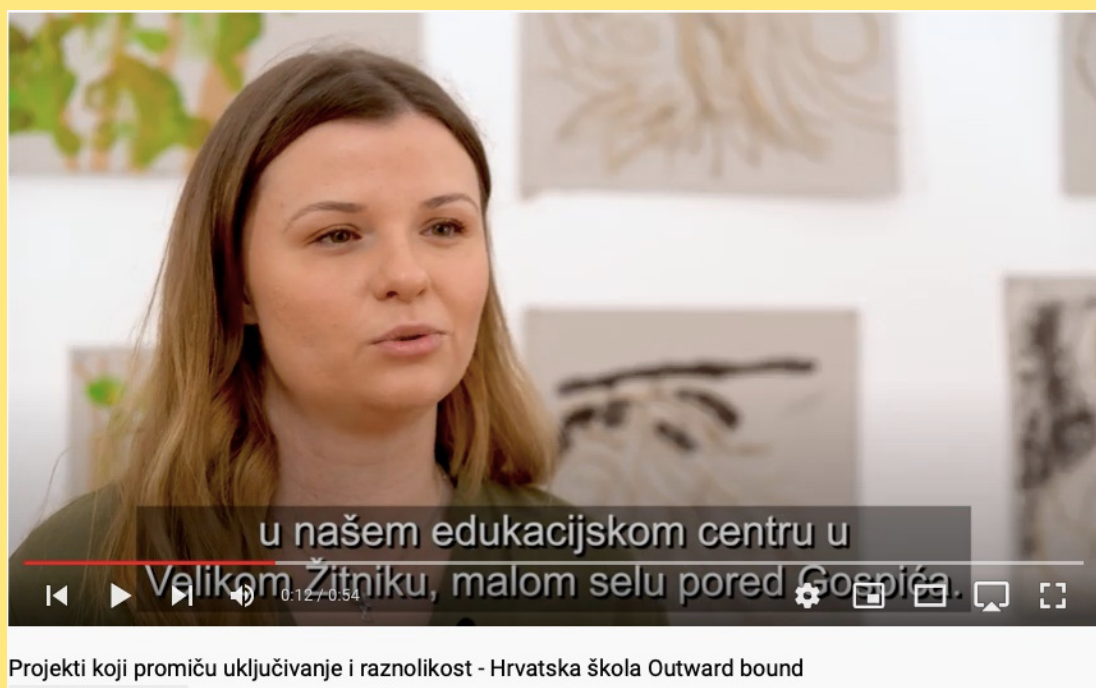 u našem edukacijskom centru u
Velikom Žitniku, malom selu pored Gospića.
0:12 / 0:54
Projekti koji promiču uključivanje i raznolikost - Hrvatska škola Outward bound